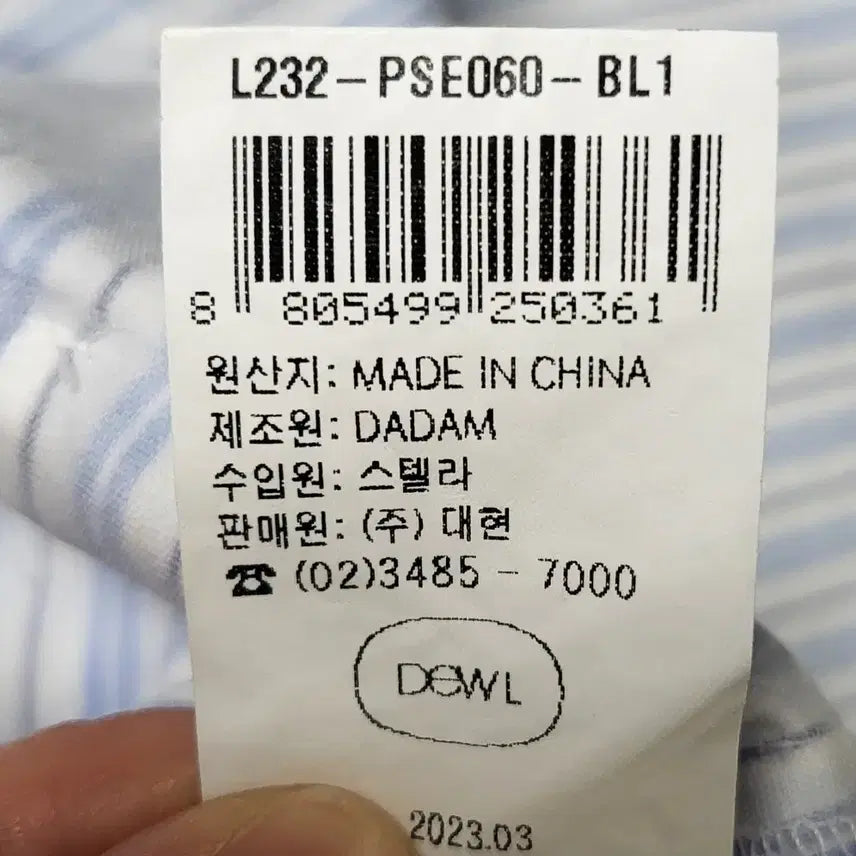 L232-PSE060-BL1
8 805499 250361
원산지: MADE IN CHINA
제조원: DADAM
수입원: 스텔라
판매원: (주) 대현
☎ (02)3485 - 7000
DEWL
2023.03